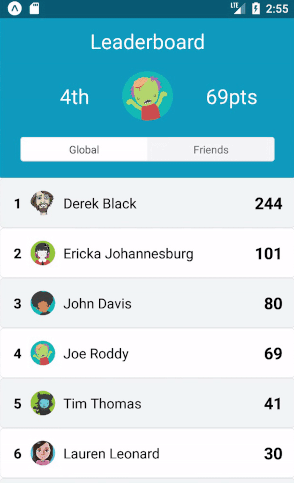 LTE 2:55
Leaderboard
4th 69pts
Global Friends
1 Derek Black 244
2 Ericka Johannesburg 101
3 John Davis 80
4 Joe Roddy 69
5 Tim Thomas 41
6 Lauren Leonard 30